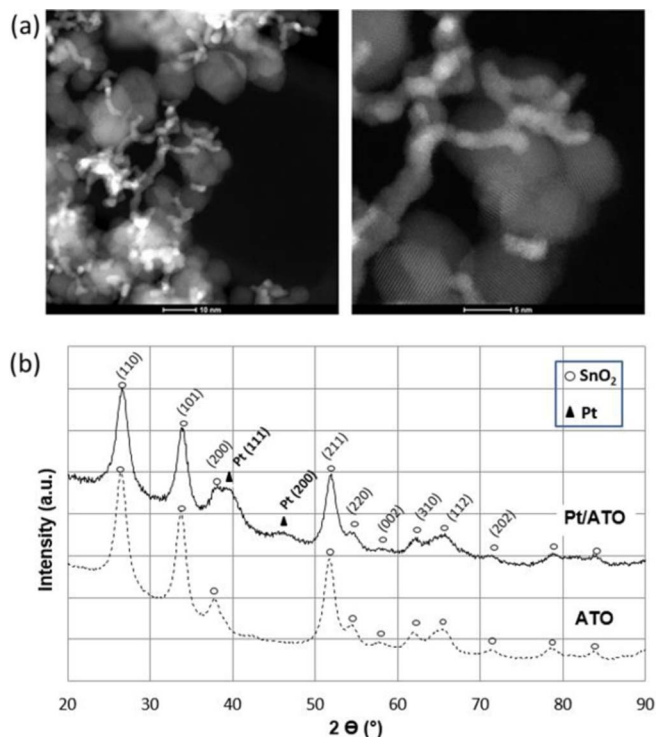 (a)
10 nm
5 nm
(b)
Intensity (a.u.)
(110)
(101)
(200)
Pt (111)
Pt (200)
(211)
(220)
(002)
(310)
(112)
(202)
○ SnO₂
▲ Pt
Pt/ATO
ATO
20 30 40 50 60 70 80 90
2 Θ (°)